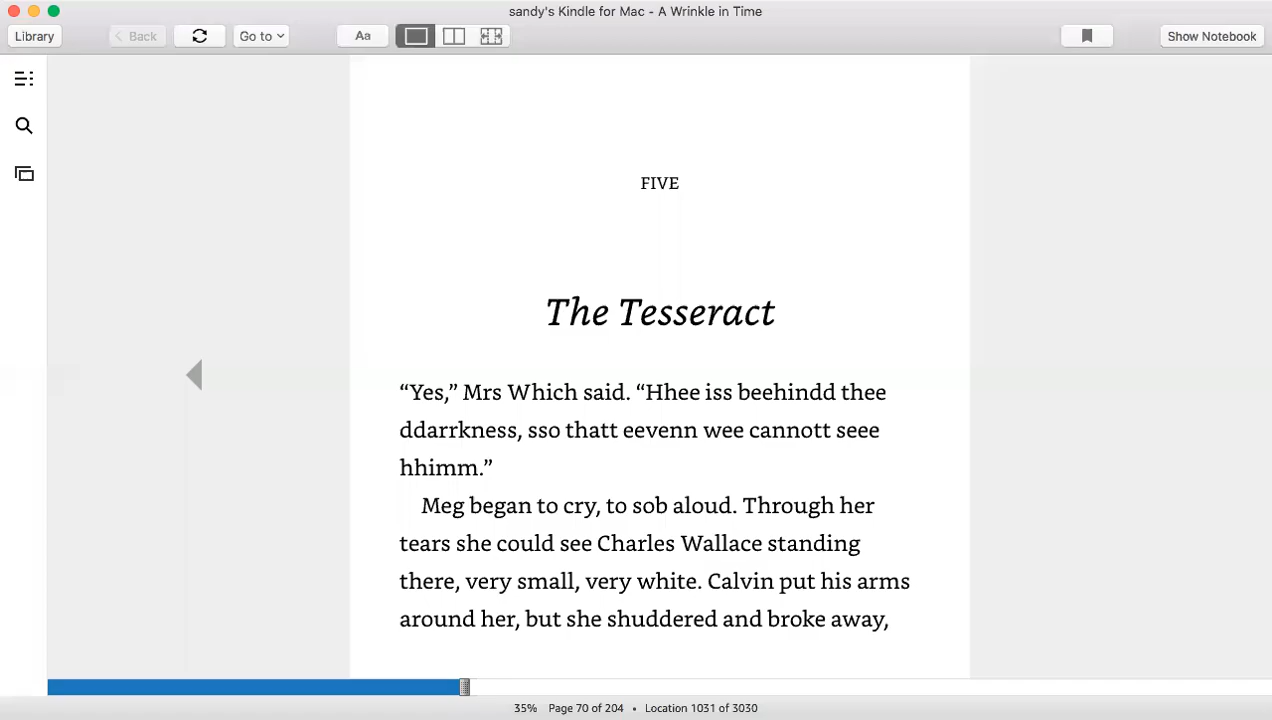 sandy's Kindle for Mac - A Wrinkle in Time
Library
Back
Go to
Aa
Show Notebook
FIVE
The Tesseract
“Yes,” Mrs Which said. “Hhee iss beehindd thee
ddarrkness, sso thatt eevenn wee cannott seee
hhimm.”
Meg began to cry, to sob aloud. Through her
tears she could see Charles Wallace standing
there, very small, very white. Calvin put his arms
around her, but she shuddered and broke away,
35% Page 70 of 204 • Location 1031 of 3030